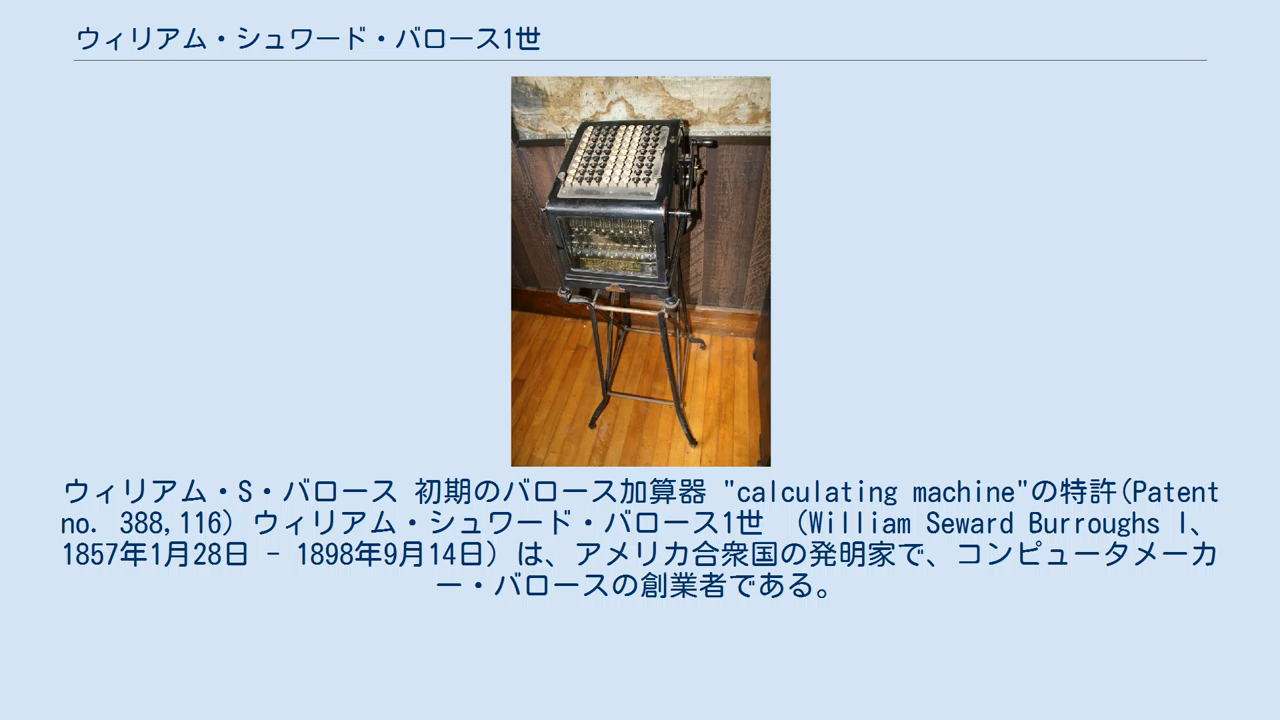 ウィリアム・シュワード・バロース1世
ウィリアム・S・バロース 初期のバロース加算器 "calculating machine"の特許(Patent
no. 388,116) ウィリアム・シュワード・バロース1世 （William Seward Burroughs I、
1857年1月28日 – 1898年9月14日）は、アメリカ合衆国の発明家で、コンピュータメーカ
ー・バロースの創業者である。